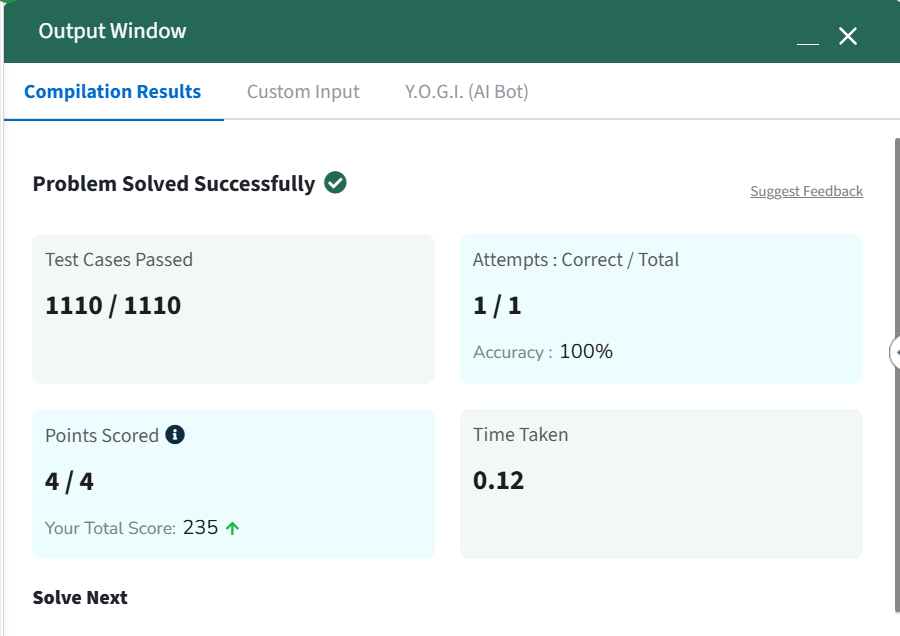 Output Window
Compilation Results
Custom Input
Y.O.G.I. (AI Bot)
Problem Solved Successfully
Suggest Feedback
Test Cases Passed
1110 / 1110
Attempts : Correct / Total
1 / 1
Accuracy : 100%
Points Scored
4 / 4
Your Total Score: 235
Time Taken
0.12
Solve Next